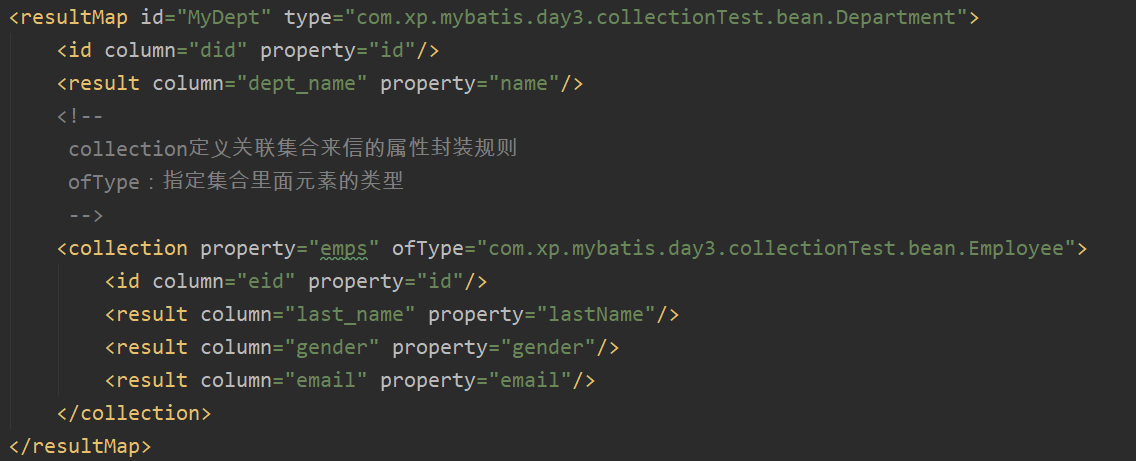 <resultMap id="MyDept" type="com.xp.mybatis.day3.collectionTest.bean.Department">
    <id column="did" property="id"/>
    <result column="dept_name" property="name"/>
    <!--
     collection定义关联集合来信的属性封装规则
     ofType：指定集合里面元素的类型
     -->
    <collection property="emps" ofType="com.xp.mybatis.day3.collectionTest.bean.Employee">
        <id column="eid" property="id"/>
        <result column="last_name" property="lastName"/>
        <result column="gender" property="gender"/>
        <result column="email" property="email"/>
    </collection>
</resultMap>